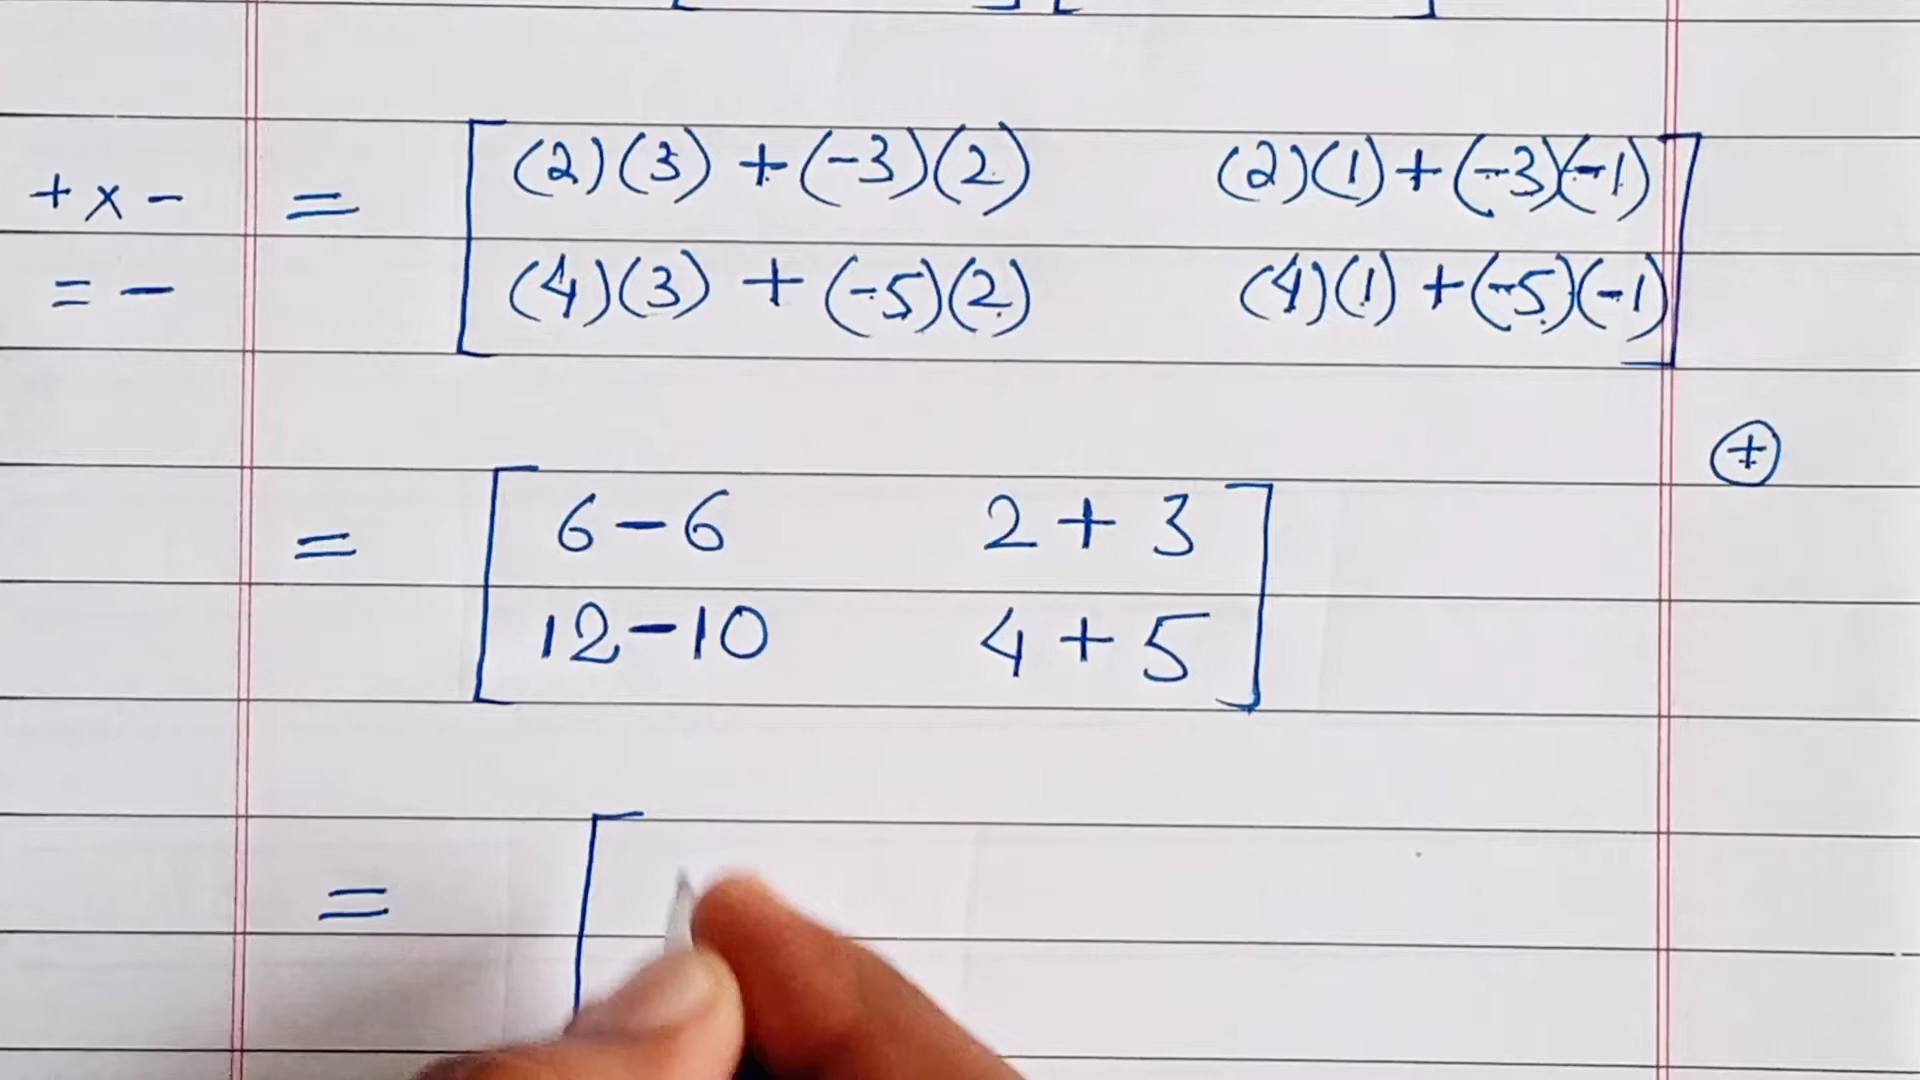 + x - = [ (2)(3) + (-3)(2) (2)(1) + (-3)(-1)
= - (4)(3) + (-5)(2) (4)(1) + (-5)(-1) ]
(+)
= [ 6 - 6 2 + 3
12 - 10 4 + 5 ]
= [